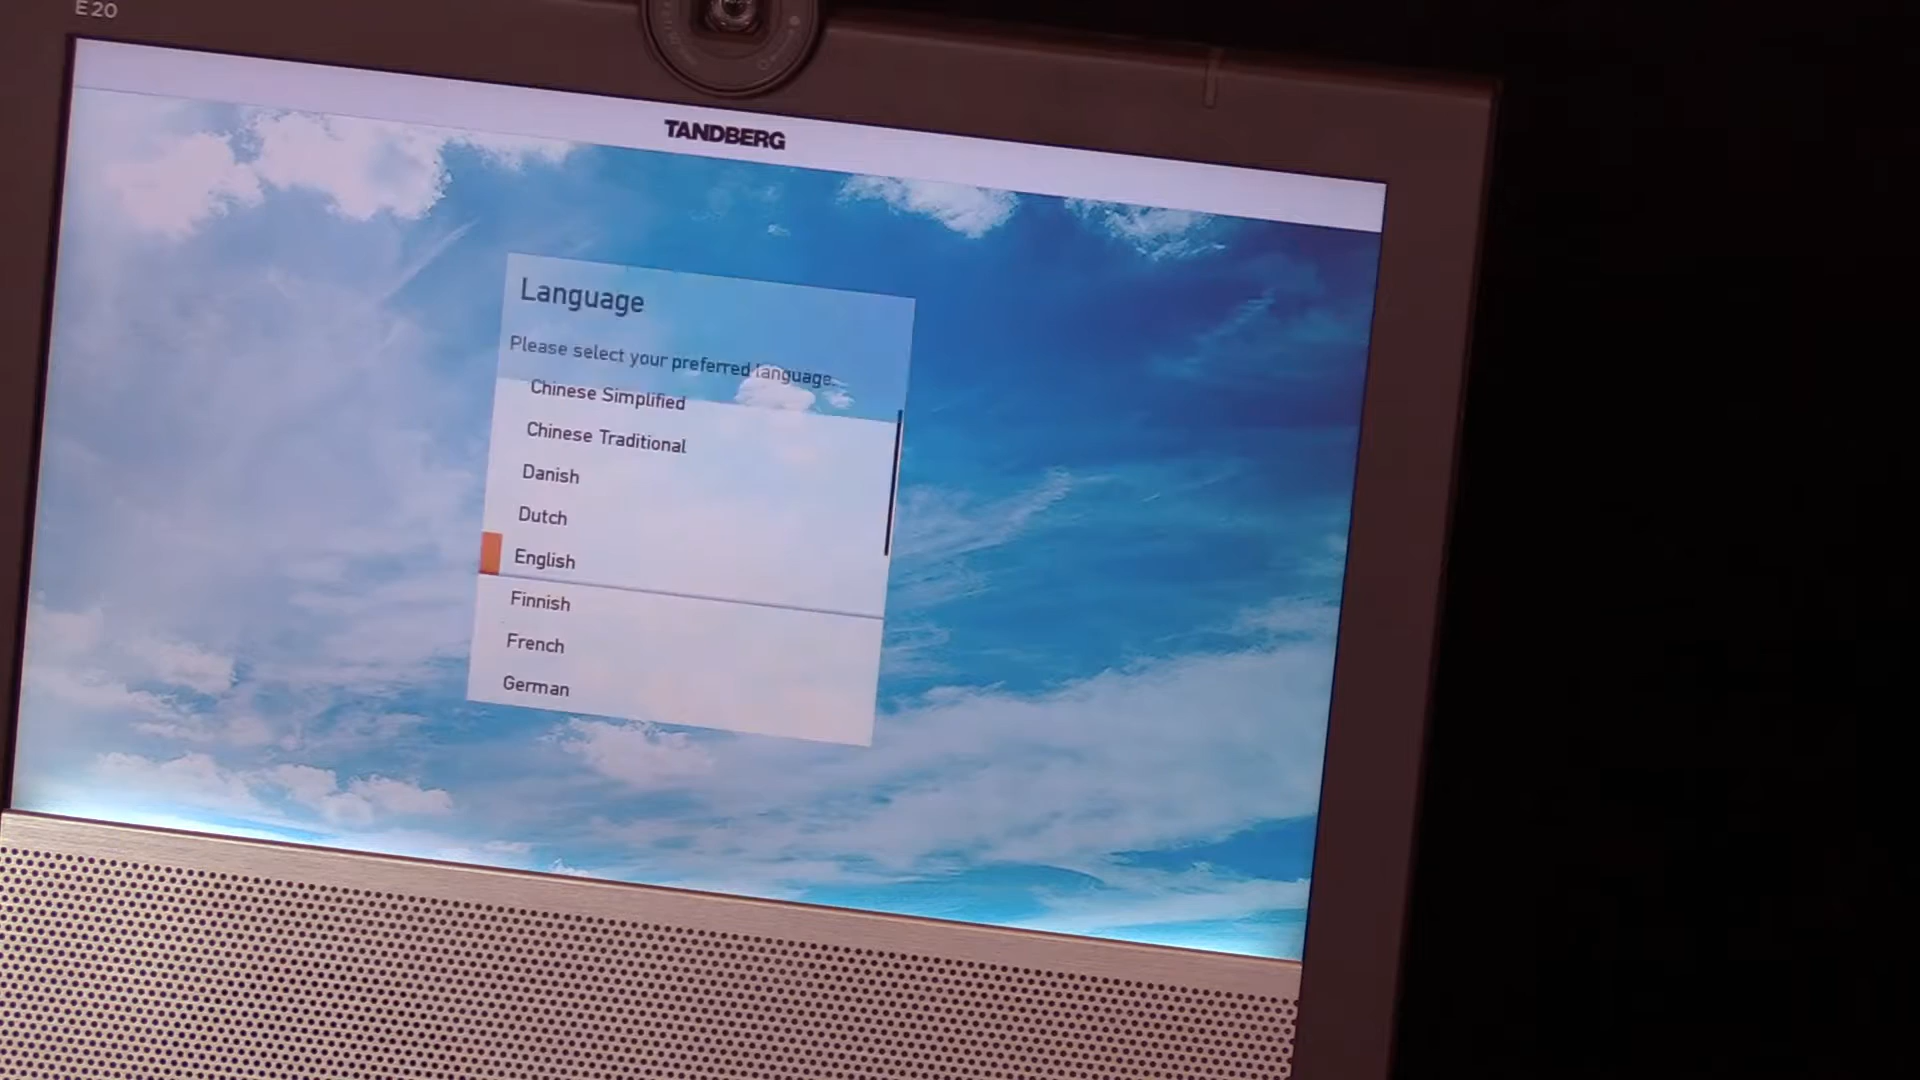 E20
TANDBERG
Language
Please select your preferred language.
Chinese Simplified
Chinese Traditional
Danish
Dutch
English
Finnish
French
German